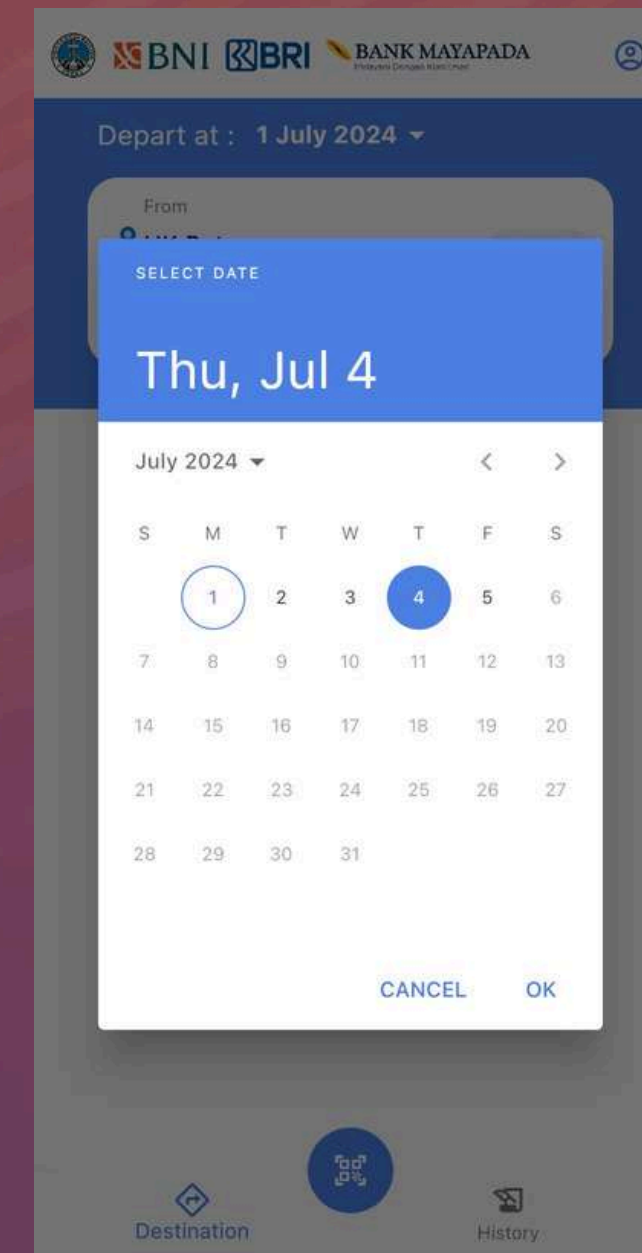 BNI BRI BANK MAYAPADA
Depart at : 1 July 2024
From
SELECT DATE
Thu, Jul 4
July 2024
S M T W T F S
1 2 3 4 5 6
7 8 9 10 11 12 13
14 15 16 17 18 19 20
21 22 23 24 25 26 27
28 29 30 31
CANCEL OK
Destination
History